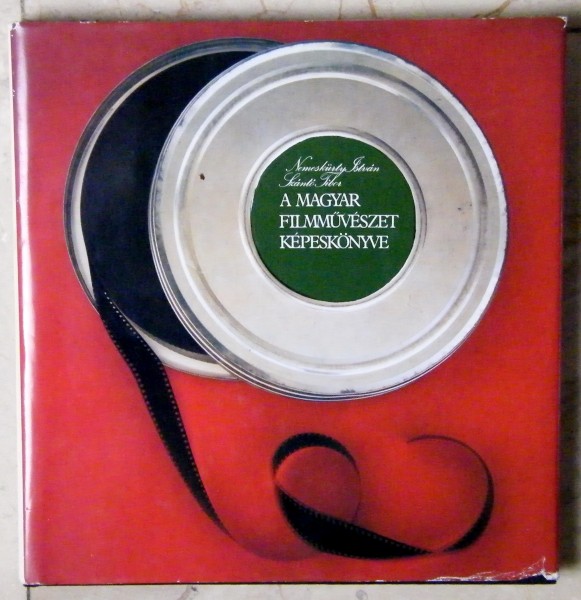 Nemeskürty István
Szántó Tibor
A MAGYAR
FILMMŰVÉSZET
KÉPESKÖNYVE